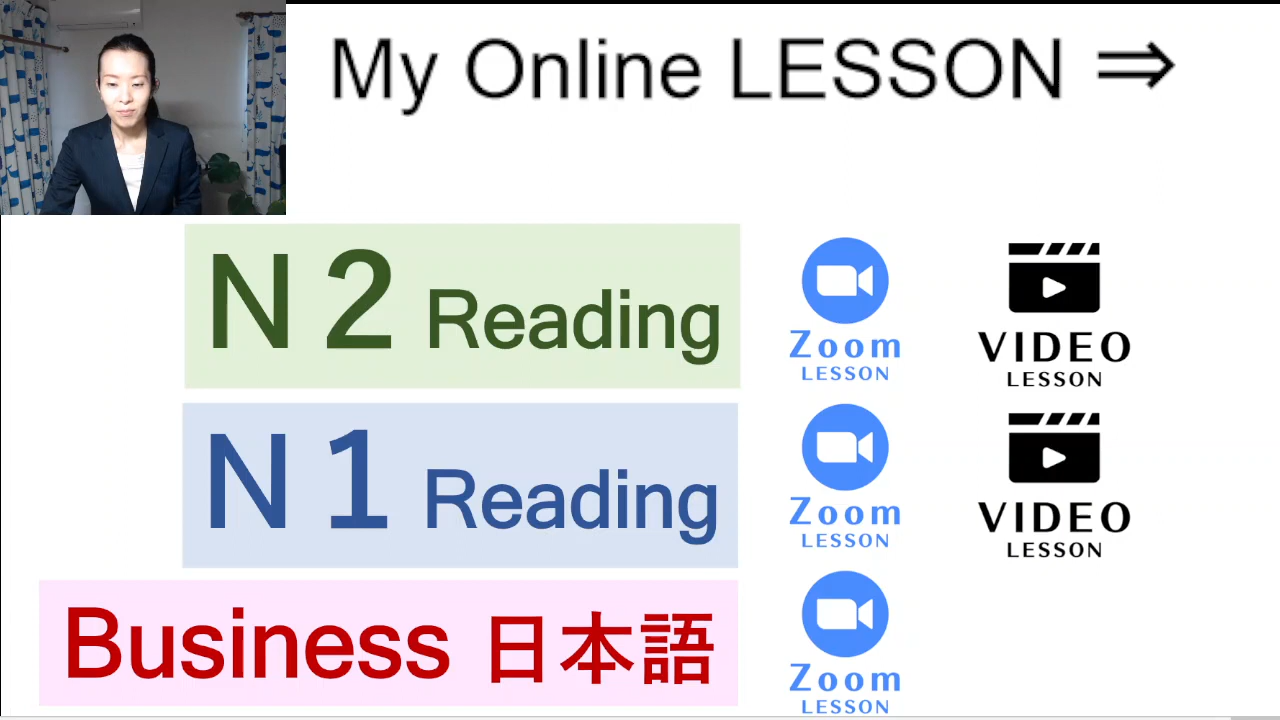 My Online LESSON ⇒
N 2 Reading
Zoom
LESSON
VIDEO
LESSON
N 1 Reading
Zoom
LESSON
VIDEO
LESSON
Business 日本語
Zoom
LESSON